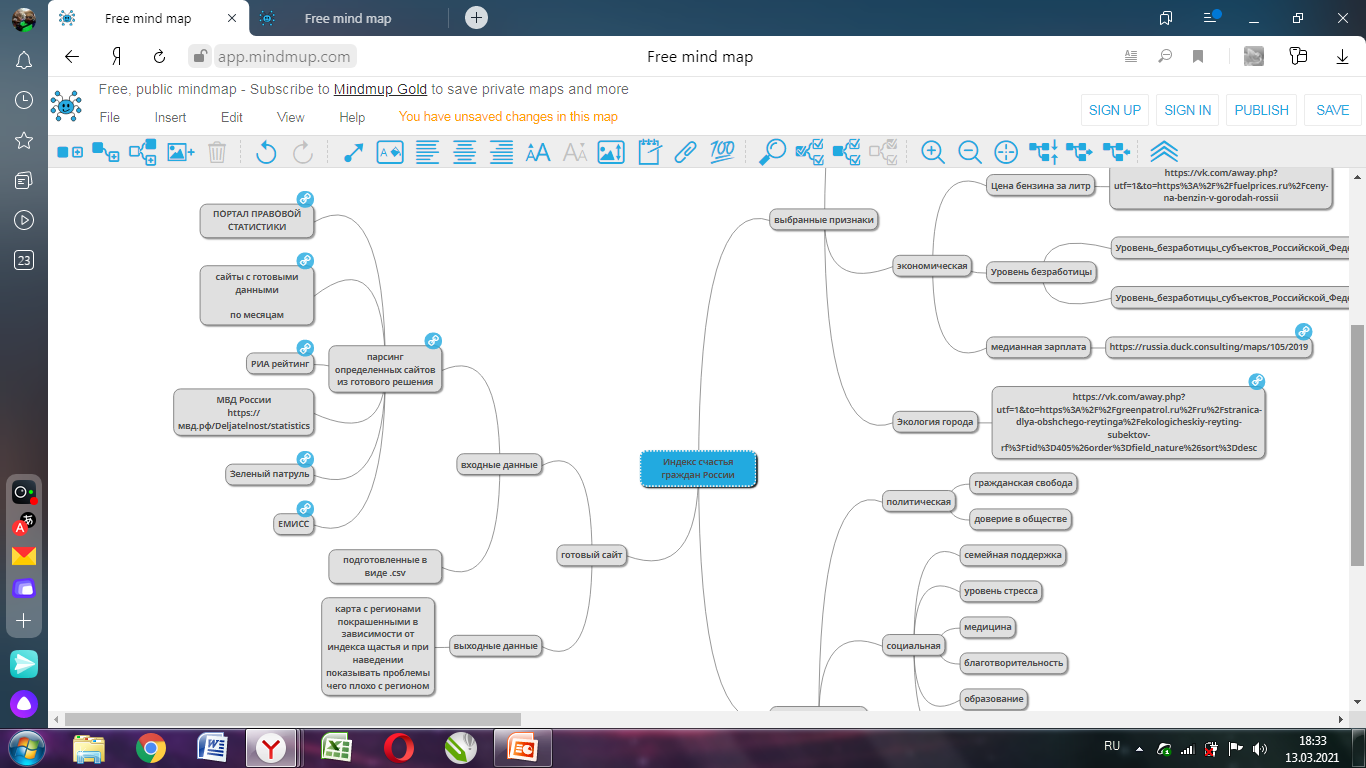 Free mind map
Free mind map
app.mindmup.com
Free mind map
Free, public mindmap - Subscribe to Mindmup Gold to save private maps and more
File Insert Edit View Help You have unsaved changes in this map
SIGN UP SIGN IN PUBLISH SAVE
23
ПОРТАЛ ПРАВОВОЙ
СТАТИСТИКИ
сайты с готовыми
данными
по месяцам
РИА рейтинг
МВД России
https://
мвд.рф/Deljatelnost/statistics
Зеленый патруль
ЕМИСС
парсинг
определенных сайтов
из готового решения
входные данные
подготовленные в
виде .csv
карта с регионами
покрашенными в
зависимости от
индекса щастья и при
наведении
показывать проблемы
чего плохо с регионом
выходные данные
готовый сайт
Индекс счастья
граждан России
выбранные признаки
экономическая
Цена бензина за литр
https://vk.com/away.php?
utf=1&to=https%3A%2F%2Ffuelprices.ru%2Fceny-
na-benzin-v-gorodah-rossii
Уровень безработицы
Уровень_безработицы_субъектов_Российской_Феде
Уровень_безработицы_субъектов_Российской_Феде
медианная зарплата
https://russia.duck.consulting/maps/105/2019
Экология города
https://vk.com/away.php?
utf=1&to=https%3A%2F%2Fgreenpatrol.ru%2Fru%2Fstranica-
dlya-obshchego-reytinga%2Fekologicheskiy-reyting-
subektov-
rf%3Ftid%3D405%26order%3Dfield_nature%26sort%3Ddesc
политическая
гражданская свобода
доверие в обществе
социальная
семейная поддержка
уровень стресса
медицина
благотворительность
образование
RU
18:33
13.03.2021